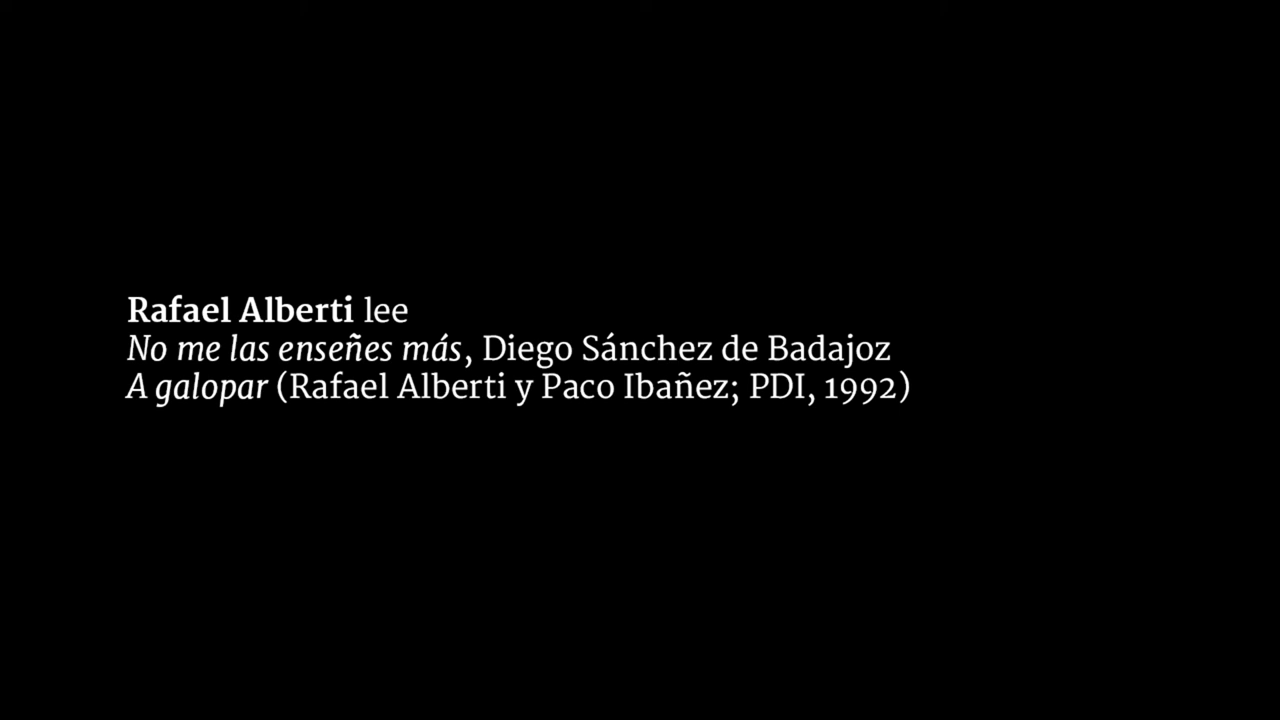 Rafael Alberti lee
No me las enseñes más, Diego Sánchez de Badajoz
A galopar (Rafael Alberti y Paco Ibañez; PDI, 1992)